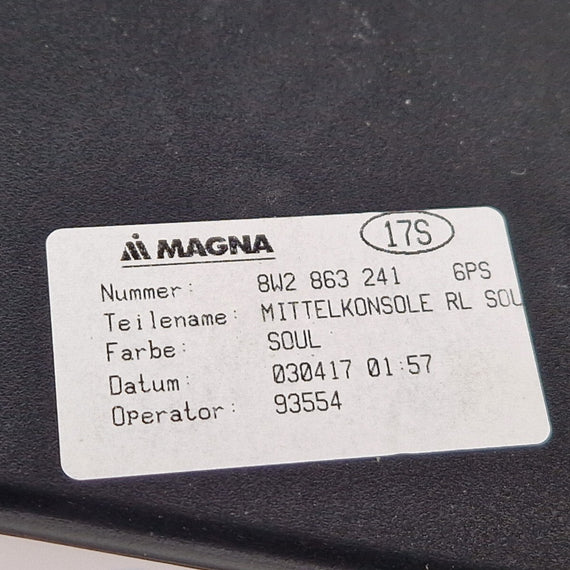 MAGNA 17S
Nummer: 8W2 863 241 6PS
Teilename: MITTELKONSOLE RL SOU
Farbe: SOUL
Datum: 030417 01:57
Operator: 93554